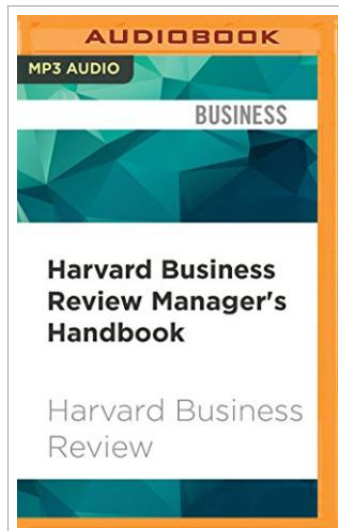 AUDIOBOOK
MP3 AUDIO
BUSINESS
Harvard Business
Review Manager's
Handbook
Harvard Business
Review